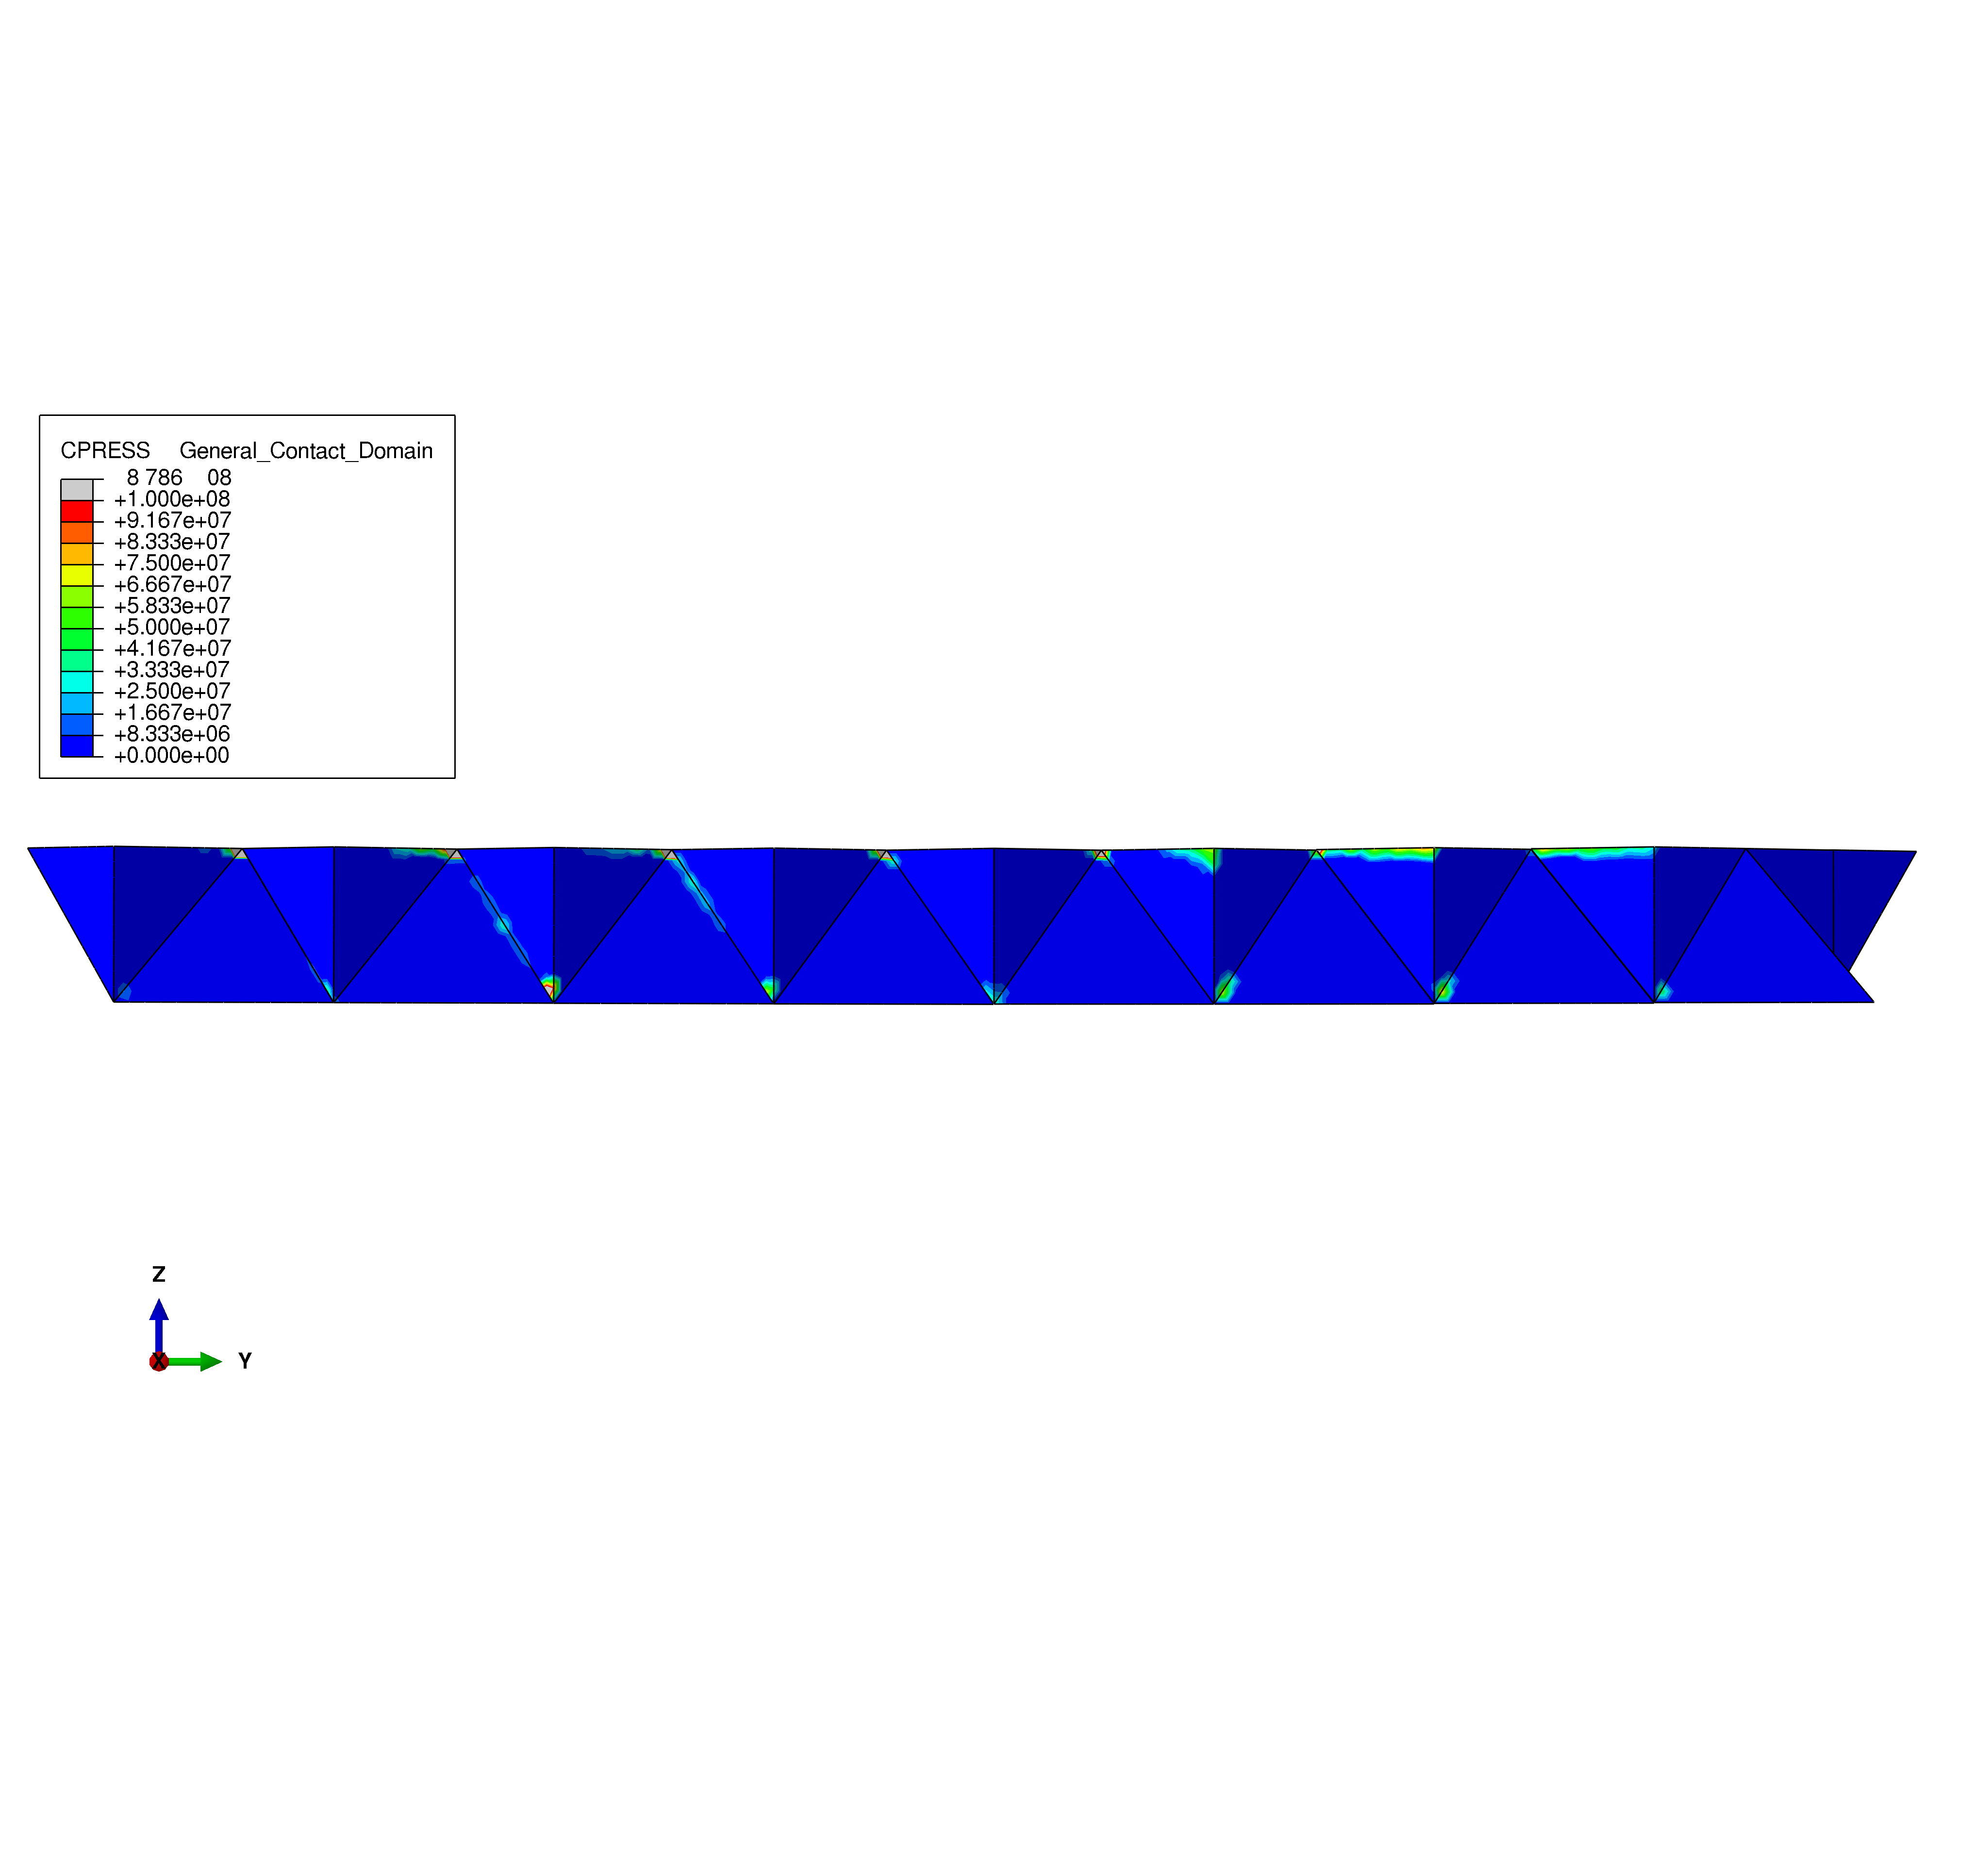 CPRESS General_Contact_Domain
8 786 08
+1.000e+08
+9.167e+07
+8.333e+07
+7.500e+07
+6.667e+07
+5.833e+07
+5.000e+07
+4.167e+07
+3.333e+07
+2.500e+07
+1.667e+07
+8.333e+06
+0.000e+00
Z
X
Y